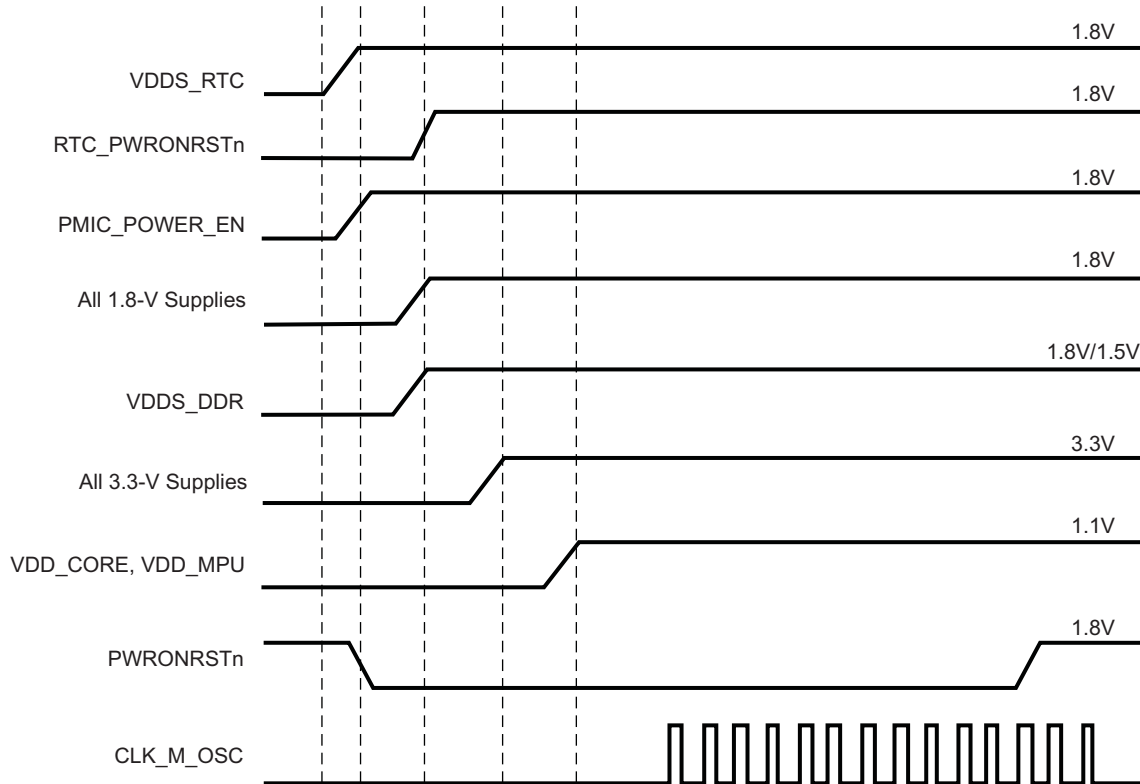 1.8V
VDDS_RTC
1.8V
RTC_PWRONRSTn
1.8V
PMIC_POWER_EN
1.8V
All 1.8-V Supplies
1.8V/1.5V
VDDS_DDR
3.3V
All 3.3-V Supplies
1.1V
VDD_CORE, VDD_MPU
1.8V
PWRONRSTn
CLK_M_OSC